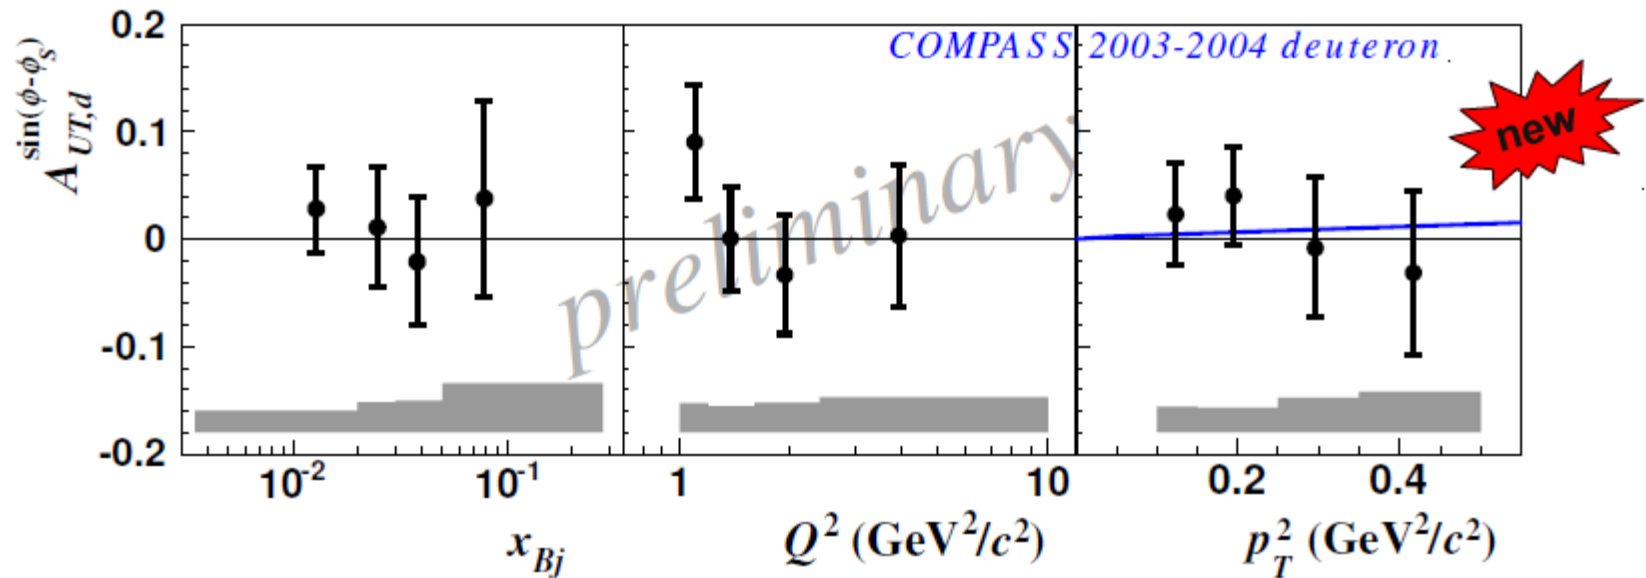 A_{UT,d}^{sin(ϕ-ϕ_S)}
0.2
0.1
0
-0.1
-0.2
COMPASS 2003-2004 deuteron
new
preliminary
10^{-2} 10^{-1} 1 10 0.2 0.4
x_{Bj} Q^2 (GeV^2/c^2) p_T^2 (GeV^2/c^2)